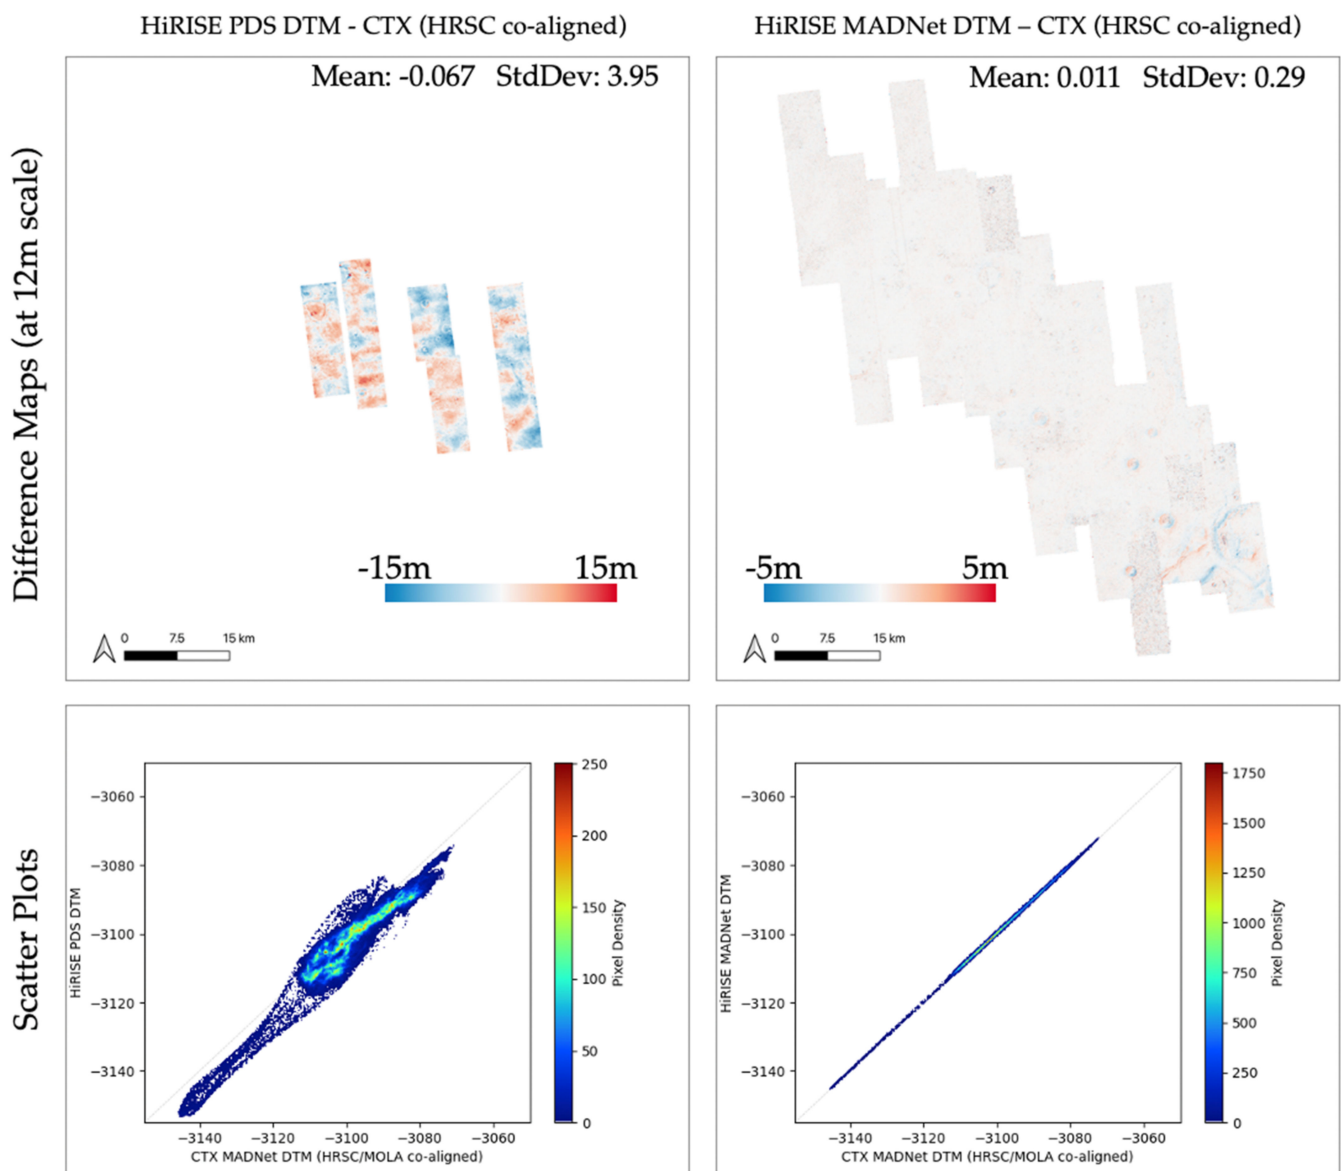 HiRISE PDS DTM - CTX (HRSC co-aligned)
HiRISE MADNet DTM – CTX (HRSC co-aligned)
Difference Maps (at 12m scale)
Mean: -0.067 StdDev: 3.95
-15m 15m
0 7.5 15 km
Mean: 0.011 StdDev: 0.29
-5m 5m
0 7.5 15 km
Scatter Plots
HiRISE PDS DTM
−3060
−3080
−3100
−3120
−3140
−3140 −3120 −3100 −3080 −3060
CTX MADNet DTM (HRSC/MOLA co-aligned)
250
200
150
100
50
0
Pixel Density
HiRISE MADNet DTM
−3060
−3080
−3100
−3120
−3140
−3140 −3120 −3100 −3080 −3060
CTX MADNet DTM (HRSC/MOLA co-aligned)
1750
1500
1250
1000
750
500
250
0
Pixel Density